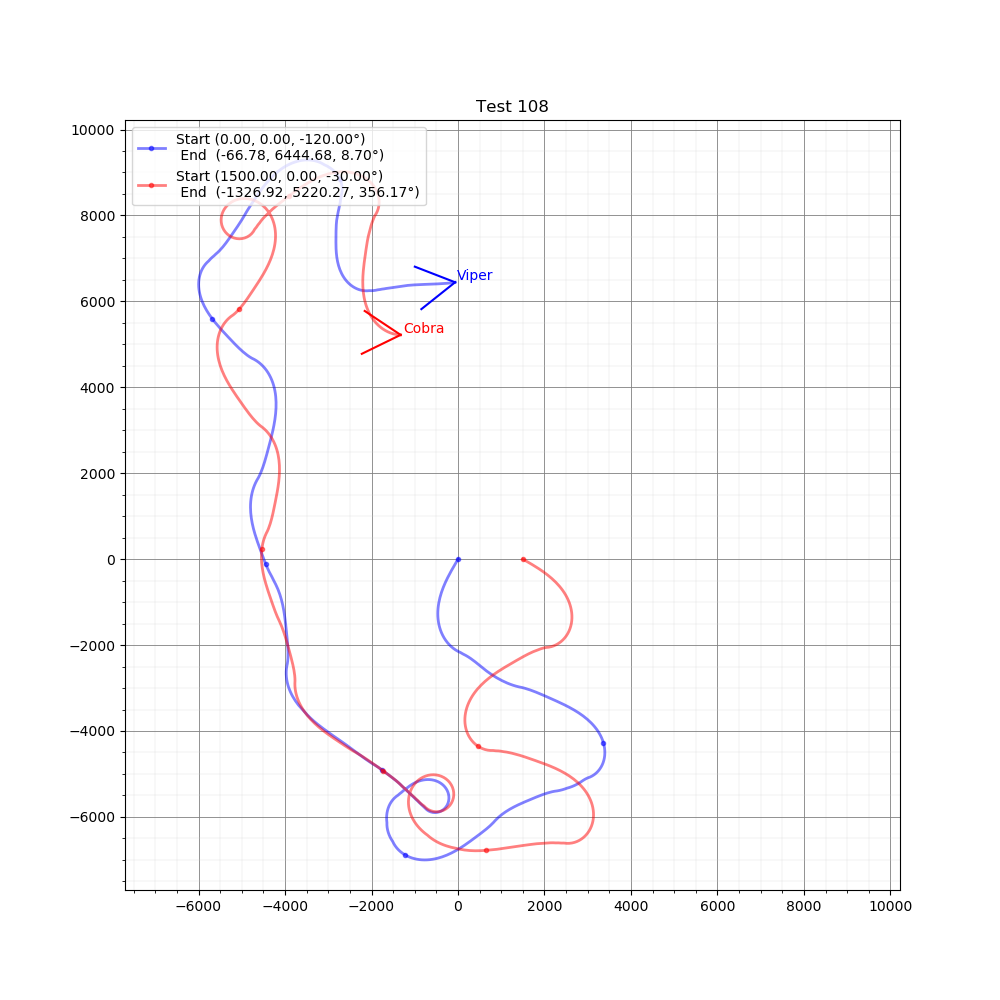 Test 108
Start (0.00, 0.00, -120.00°)
End (-66.78, 6444.68, 8.70°)
Start (1500.00, 0.00, -30.00°)
End (-1326.92, 5220.27, 356.17°)
Viper
Cobra
10000
8000
6000
4000
2000
0
−2000
−4000
−6000
−6000 −4000 −2000 0 2000 4000 6000 8000 10000